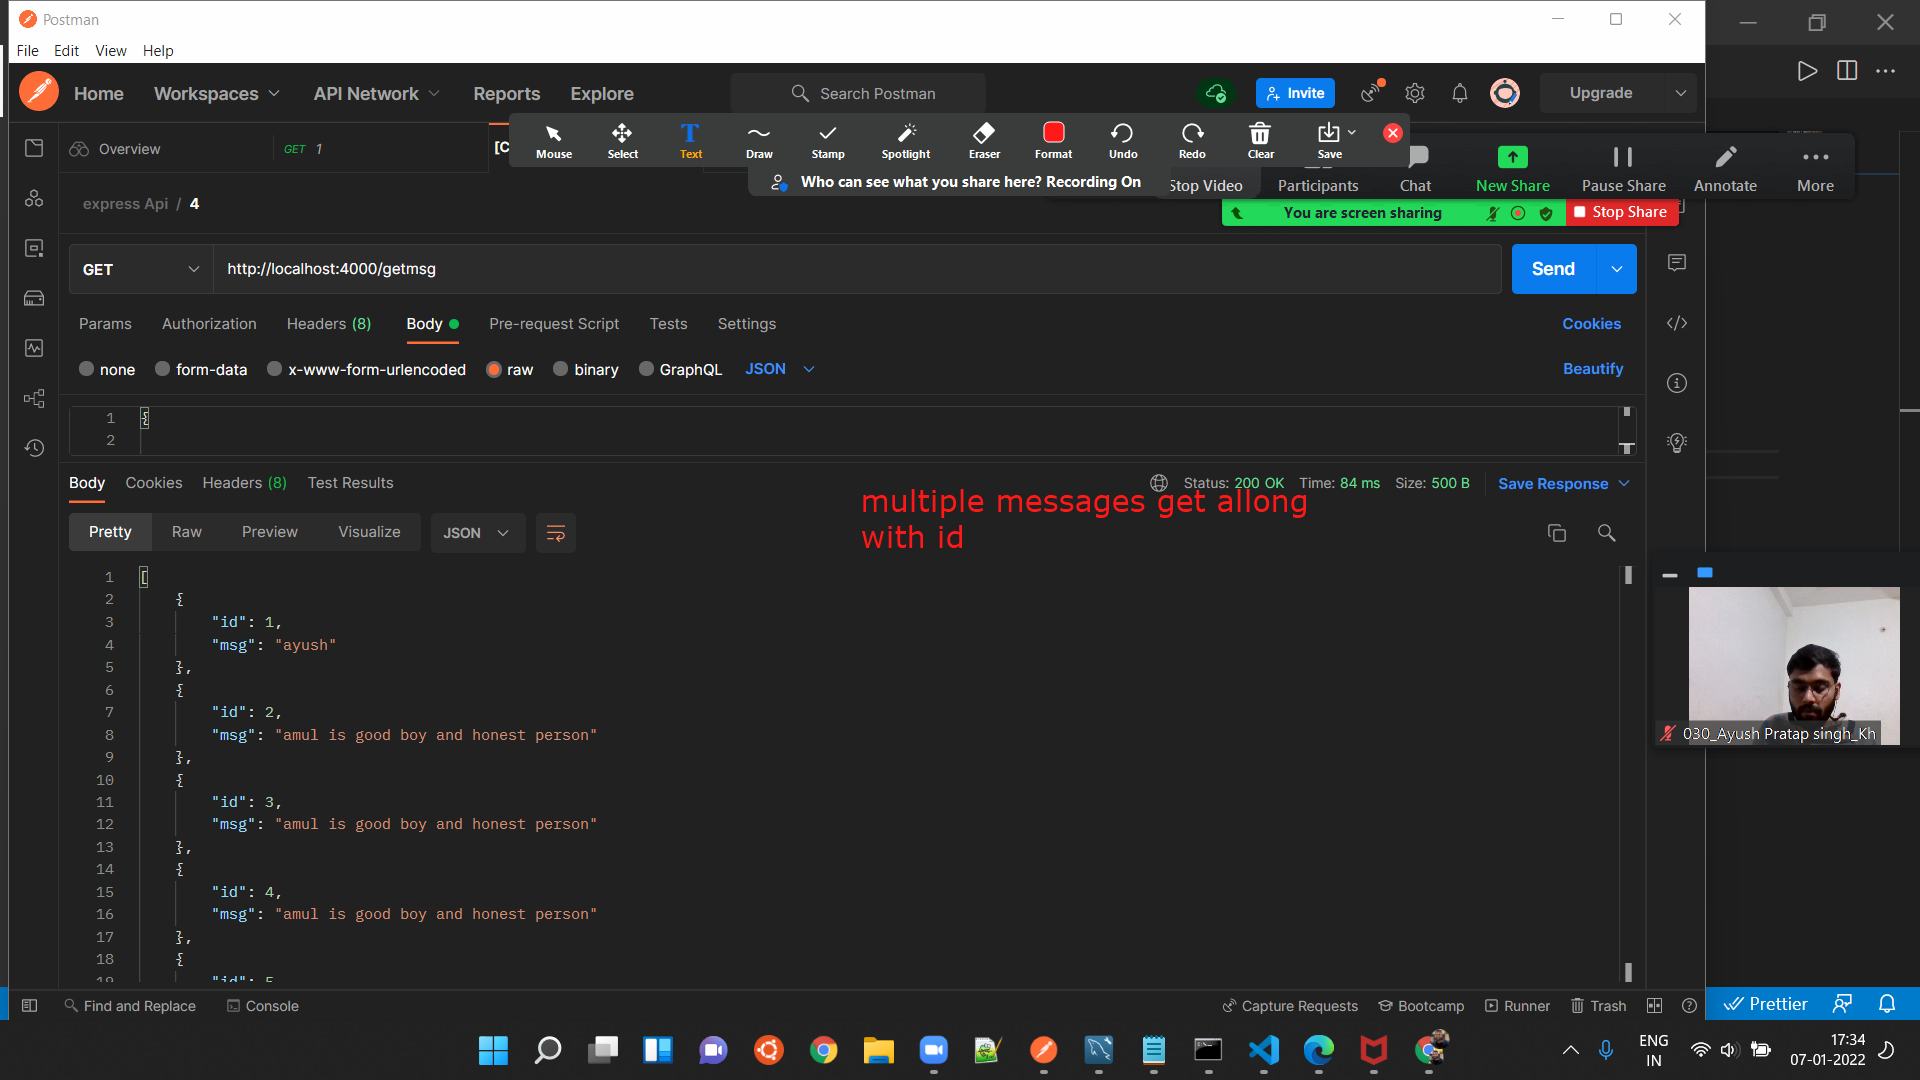 Postman
File Edit View Help
Home Workspaces API Network Reports Explore Search Postman Invite Upgrade
Overview GET 1 [C
Mouse Select Text Draw Stamp Spotlight Eraser Format Undo Redo Clear Save
Who can see what you share here? Recording On
Stop Video Participants Chat New Share Pause Share Annotate More
express Api / 4
You are screen sharing Stop Share
GET http://localhost:4000/getmsg Send
Params Authorization Headers (8) Body Pre-request Script Tests Settings Cookies
none form-data x-www-form-urlencoded raw binary GraphQL JSON Beautify
1 {
2
Body Cookies Headers (8) Test Results Status: 200 OK Time: 84 ms Size: 500 B Save Response
multiple messages get allong
with id
Pretty Raw Preview Visualize JSON
1 [
2 {
3 "id": 1,
4 "msg": "ayush"
5 },
6 {
7 "id": 2,
8 "msg": "amul is good boy and honest person"
9 },
10 {
11 "id": 3,
12 "msg": "amul is good boy and honest person"
13 },
14 {
15 "id": 4,
16 "msg": "amul is good boy and honest person"
17 },
18 {
19 "id": 5
030_Ayush Pratap singh_Kh
Find and Replace Console Capture Requests Bootcamp Runner Trash
Prettier
ENG
IN
17:34
07-01-2022